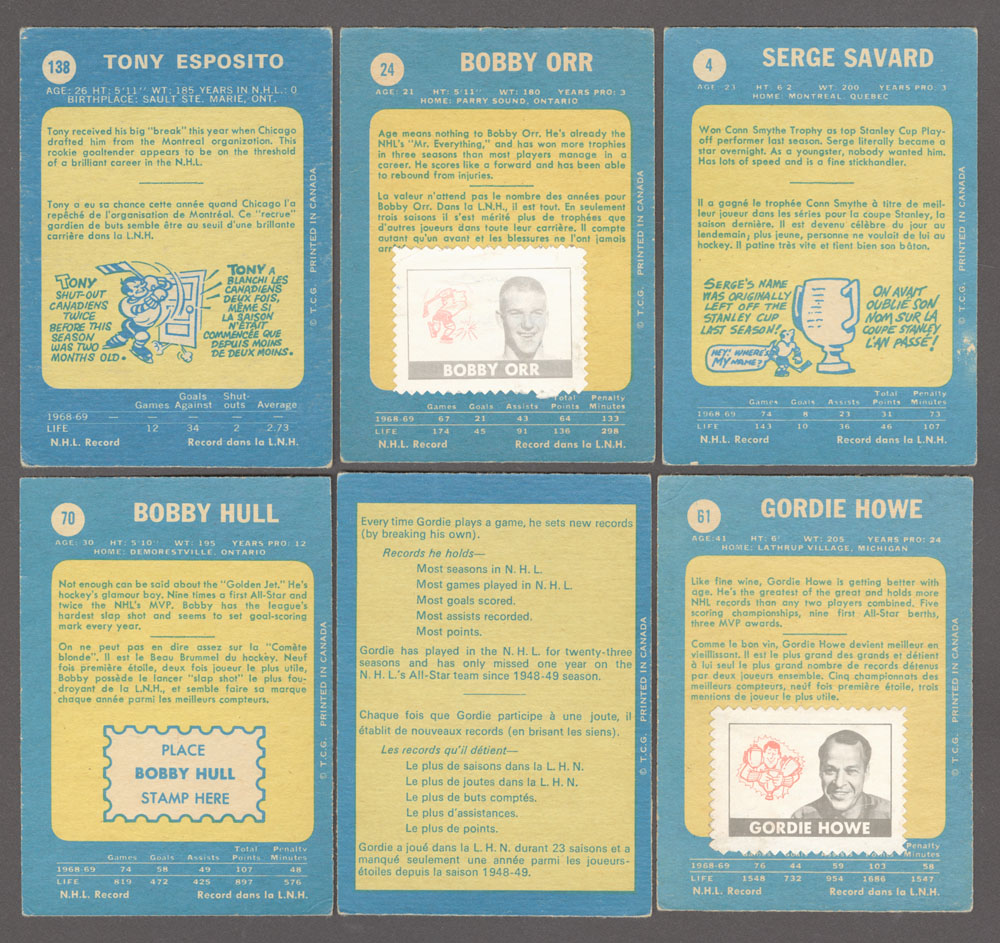 138
TONY ESPOSITO
AGE: 26 HT: 5'11" WT: 185 YEARS IN N.H.L.: 0
BIRTHPLACE: SAULT STE. MARIE, ONT.
Tony received his big "break" this year when Chicago
drafted him from the Montreal organization. This
rookie goaltender appears to be on the threshold
of a brilliant career in the N.H.L.
Tony a eu sa chance cette année quand Chicago l'a
repêché de l'organisation de Montréal. Ce "recrue"
gardien de buts semble être au seuil d'une brillante
carrière dans la L.N.H.
TONY
SHUT-OUT
CANADIENS
TWICE
BEFORE THIS
SEASON
WAS TWO
MONTHS OLD.
TONY A
BLANCHI LES
CANADIENS
DEUX FOIS,
MÊME SI
LA SAISON
N'ÉTAIT
COMMENCÉE QUE
DEPUIS MOINS
DE DEUX MOINS.
© T.C.G. PRINTED IN CANADA
Games Goals Against Shut-outs Average
1968-69 — — — —
LIFE 12 34 2 2.73
N.H.L. Record Record dans la L.N.H.
24
BOBBY ORR
AGE: 21 HT: 5'11" WT: 180 YEARS PRO: 3
HOME: PARRY SOUND, ONTARIO
Age means nothing to Bobby Orr. He's already the
NHL's "Mr. Everything," and has won more trophies
in three seasons than most players manage in a
career. He scores like a forward and has been able
to rebound from injuries.
La valeur n'attend pas le nombre des années pour
Bobby Orr. Dans la L.N.H., il est tout. En seulement
trois saisons il s'est mérité plus de trophées que
d'autres joueurs dans toute leur carrière. Il compte
autant qu'un avant et les blessures ne l'ont jamais
arr
BOBBY ORR
© T.C.G. PRINTED IN CANADA
Games Goals Assists Total Points Penalty Minutes
1968-69 67 21 43 64 133
LIFE 174 45 91 136 298
N.H.L. Record Record dans la L.N.H.
4
SERGE SAVARD
AGE: 23 HT: 6'2 WT: 200 YEARS PRO: 3
HOME: MONTREAL, QUEBEC
Won Conn Smythe Trophy as top Stanley Cup Play-
off performer last season. Serge literally became a
star overnight. As a youngster, nobody wanted him.
Has lots of speed and is a fine stickhandler.
Il a gagné le trophée Conn Smythe à titre de meil-
leur joueur dans les séries pour la coupe Stanley, la
saison dernière. Il est devenu célèbre du jour au
lendemain, plus jeune, personne ne voulait de lui au
hockey. Il patine très vite et tient bien son bâton.
SERGE'S NAME
WAS ORIGINALLY
LEFT OFF THE
STANLEY CUP
LAST SEASON!
HEY! WHERE'S
MY NAME?
ON AVAIT
OUBLIÉ SON
NOM SUR LA
COUPE STANLEY
L'AN PASSÉ!
© T.C.G. PRINTED IN CANADA
Games Goals Assists Total Points Penalty Minutes
1968-69 74 8 23 31 73
LIFE 143 10 36 46 107
N.H.L. Record Record dans la L.N.H.
70
BOBBY HULL
AGE: 30 HT: 5'10" WT: 195 YEARS PRO: 12
HOME: DEMORESTVILLE, ONTARIO
Not enough can be said about the "Golden Jet." He's
hockey's glamour boy. Nine times a first All-Star and
twice the NHL's MVP. Bobby has the league's
hardest slap shot and seems to set goal-scoring
mark every year.
On ne peut pas en dire assez sur la "Comète
blonde". Il est le Beau Brummel du hockey. Neuf
fois première étoile, deux fois joueur le plus utile,
Bobby possède le lancer "slap shot" le plus fou-
droyant de la L.N.H., et semble faire sa marque
chaque année parmi les meilleurs compteurs.
PLACE
BOBBY HULL
STAMP HERE
© T.C.G. PRINTED IN CANADA
Games Goals Assists Total Points Penalty Minutes
1968-69 74 58 49 107 48
LIFE 819 472 425 897 576
N.H.L. Record Record dans la L.N.H.
Every time Gordie plays a game, he sets new records
(by breaking his own).
Records he holds—
Most seasons in N. H. L.
Most games played in N. H. L.
Most goals scored.
Most assists recorded.
Most points.
Gordie has played in the N. H. L. for twenty-three
seasons and has only missed one year on the
N. H. L.'s All-Star team since 1948-49 season.
Chaque fois que Gordie participe à une joute, il
établit de nouveaux records (en brisant les siens).
Les records qu'il détient—
Le plus de saisons dans la L. H. N.
Le plus de joutes dans la L. H. N.
Le plus de buts comptés.
Le plus d'assistances.
Le plus de points.
Gordie a joué dans la L. H. N. durant 23 saisons et a
manqué seulement une année parmi les joueurs-
étoiles depuis la saison 1948-49.
© T.C.G. PRINTED IN CANADA
61
GORDIE HOWE
AGE: 41 HT: 6' WT: 205 YEARS PRO: 24
HOME: LATHRUP VILLAGE, MICHIGAN
Like fine wine, Gordie Howe is getting better with
age. He's the greatest of the great and holds more
NHL records than any two players combined. Five
scoring championships, nine first All-Star berths,
three MVP awards.
Comme le bon vin, Gordie Howe devient meilleur en
vieillissant. Il est le plus grand des grands et détient
à lui seul le plus grand nombre de records détenus
par deux joueurs ensemble. Cinq championnats des
meilleurs compteurs, neuf fois première étoile, trois
mentions de joueur le plus utile.
GORDIE HOWE
© T.C.G. PRINTED IN CANADA
Penalty Minutes
1968-69 76 44 59 103 58
LIFE 1548 732 954 1686 1547
N.H.L. Record Record dans la L.N.H.